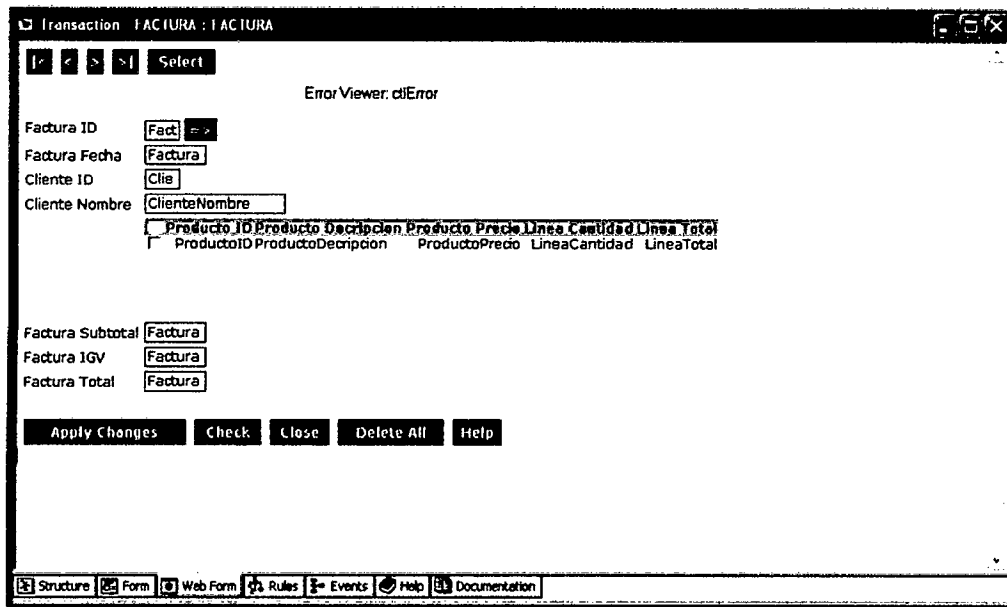 Transaction FACTURA : FACTURA
|< < > >| Select
Error Viewer: ctlError
Factura ID Fact =>
Factura Fecha Factura
Cliente ID Clie
Cliente Nombre ClienteNombre
Producto ID Producto Decripcion Producto Precio Linea Cantidad Linea Total
ProductoID ProductoDecripcion ProductoPrecio LineaCantidad LineaTotal
Factura Subtotal Factura
Factura IGV Factura
Factura Total Factura
Apply Changes Check Close Delete All Help
Structure Form Web Form Rules Events Help Documentation